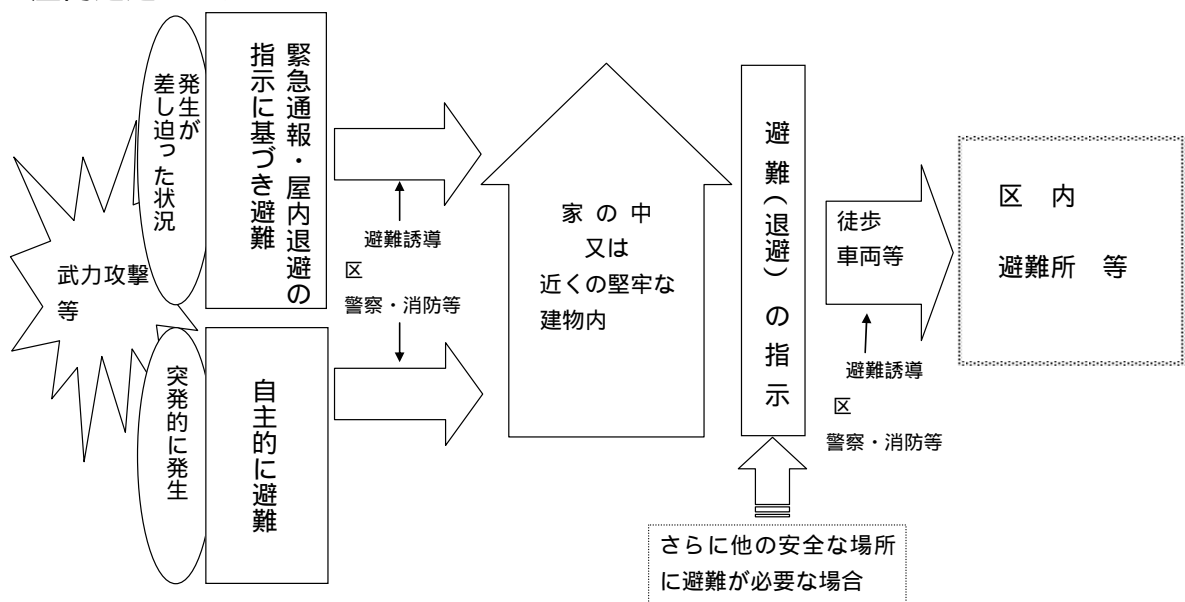 発生が
差し迫った状況
緊急通報・屋内退避の
指示に基づき避難
武力攻撃
等
突発的に発生
自主的に避難
避難誘導
区
警察・消防等
家の中
又は
近くの堅牢な
建物内
避難(退避)の指示
徒歩
車両等
避難誘導
区
警察・消防等
区　内
避難所　等
さらに他の安全な場所
に避難が必要な場合